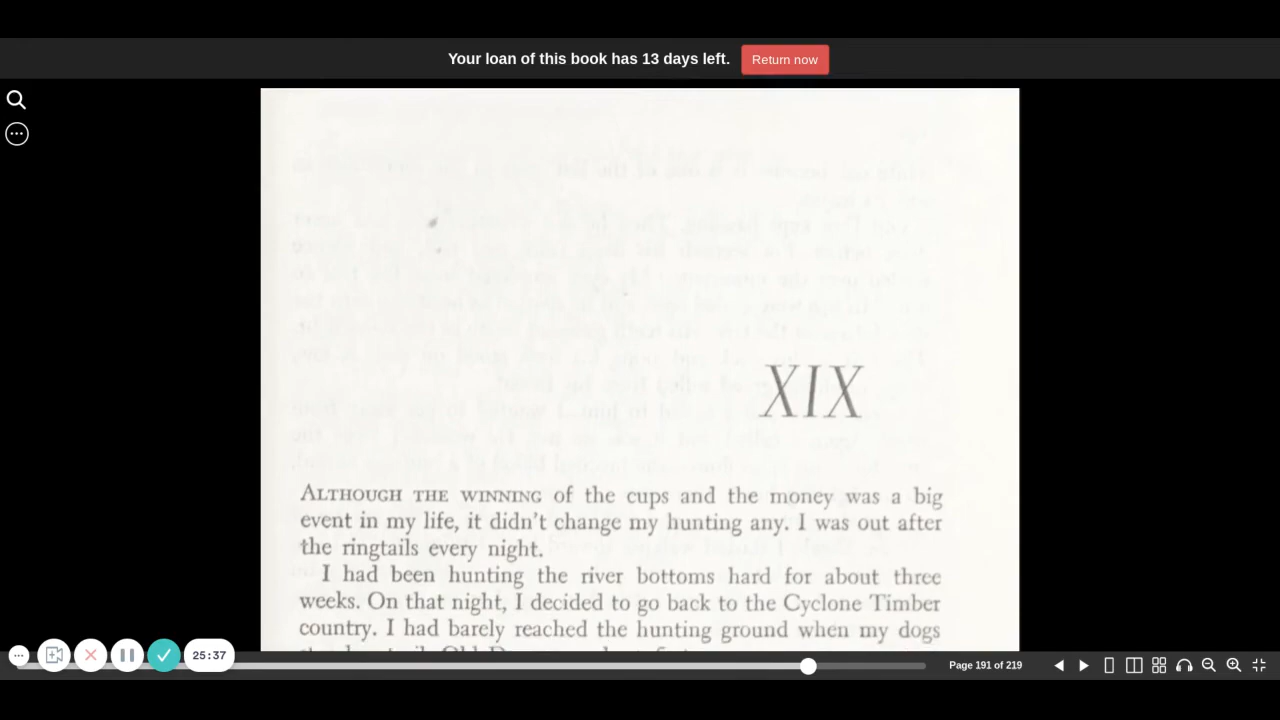 Your loan of this book has 13 days left. Return now
XIX
ALTHOUGH THE WINNING of the cups and the money was a big
event in my life, it didn't change my hunting any. I was out after
the ringtails every night.
I had been hunting the river bottoms hard for about three
weeks. On that night, I decided to go back to the Cyclone Timber
country. I had barely reached the hunting ground when my dogs
25:37
Page 191 of 219